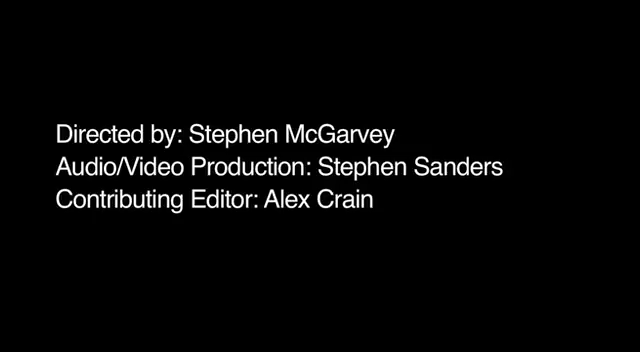 Directed by: Stephen McGarvey
Audio/Video Production: Stephen Sanders
Contributing Editor: Alex Crain